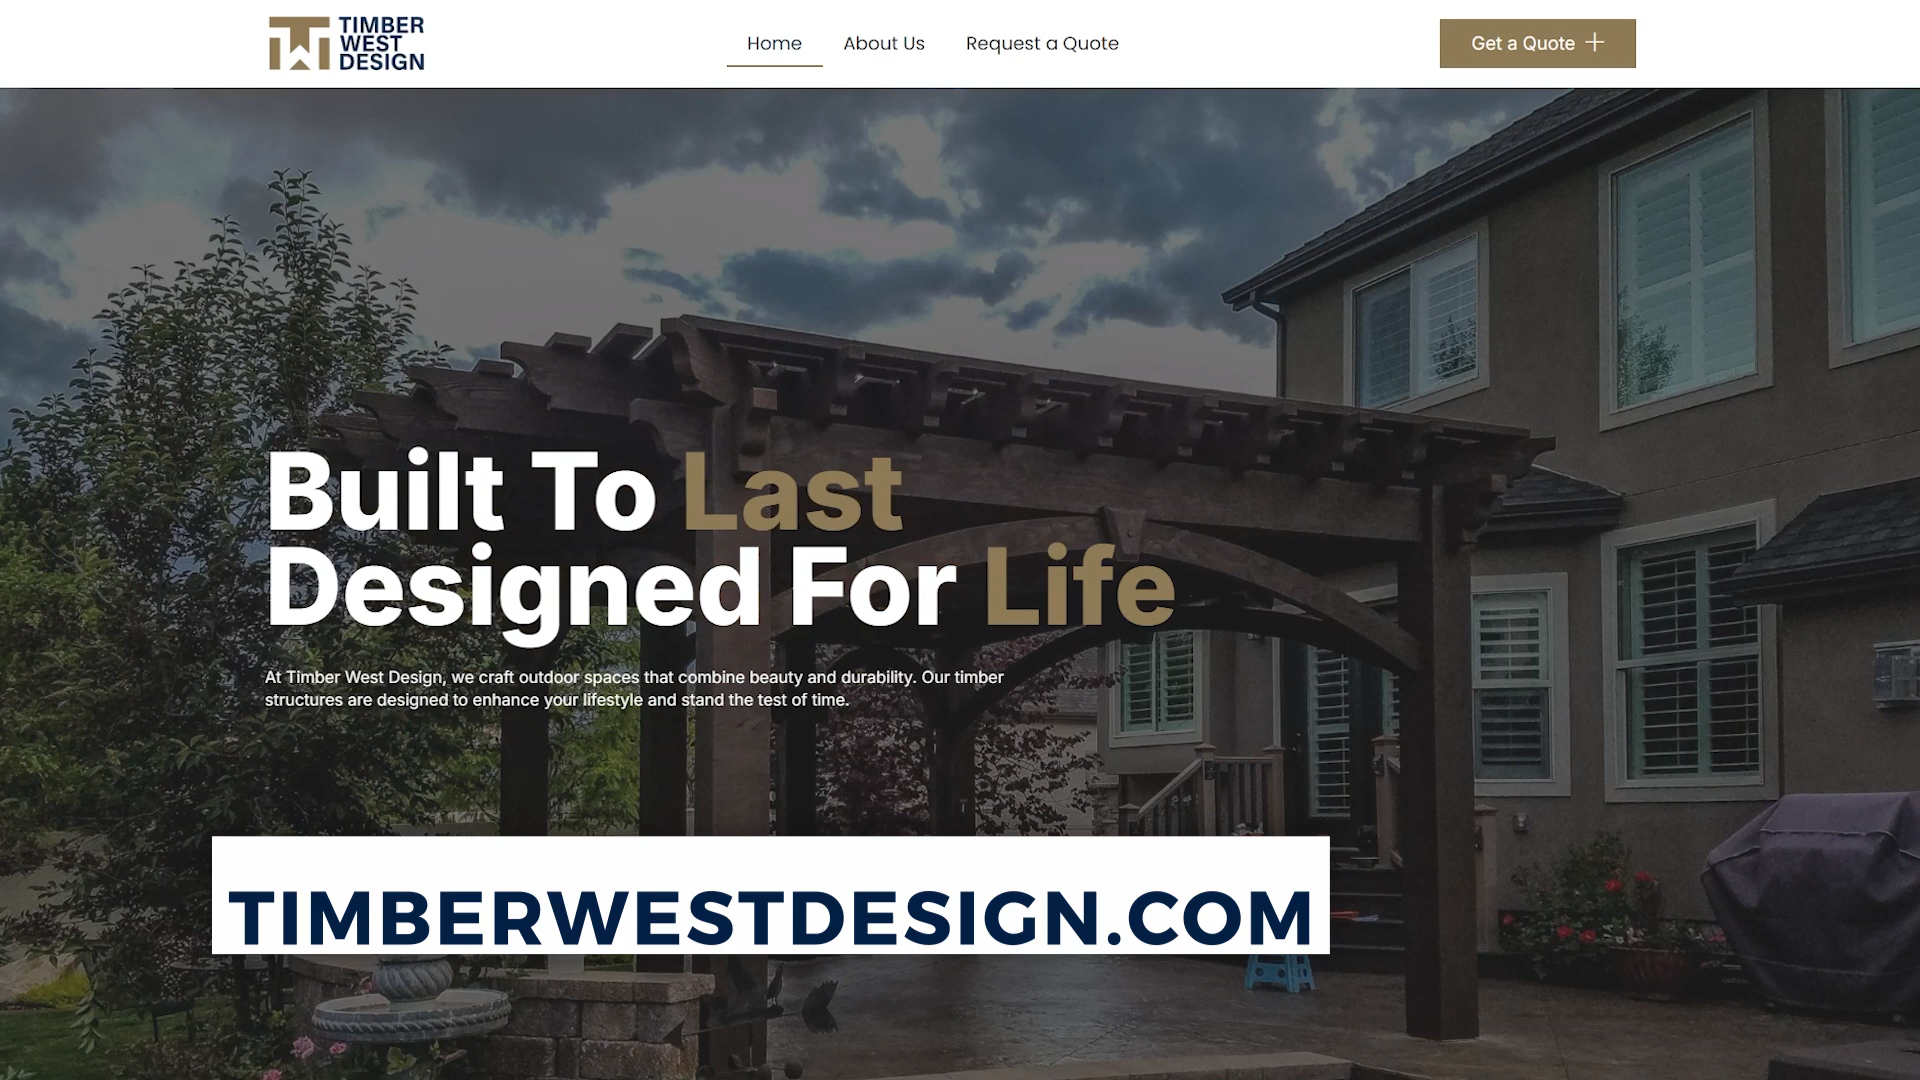 TIMBER
WEST
DESIGN
Home
About Us
Request a Quote
Get a Quote +
Built To Last
Designed For Life
At Timber West Design, we craft outdoor spaces that combine beauty and durability. Our timber
structures are designed to enhance your lifestyle and stand the test of time.
TIMBERWESTDESIGN.COM